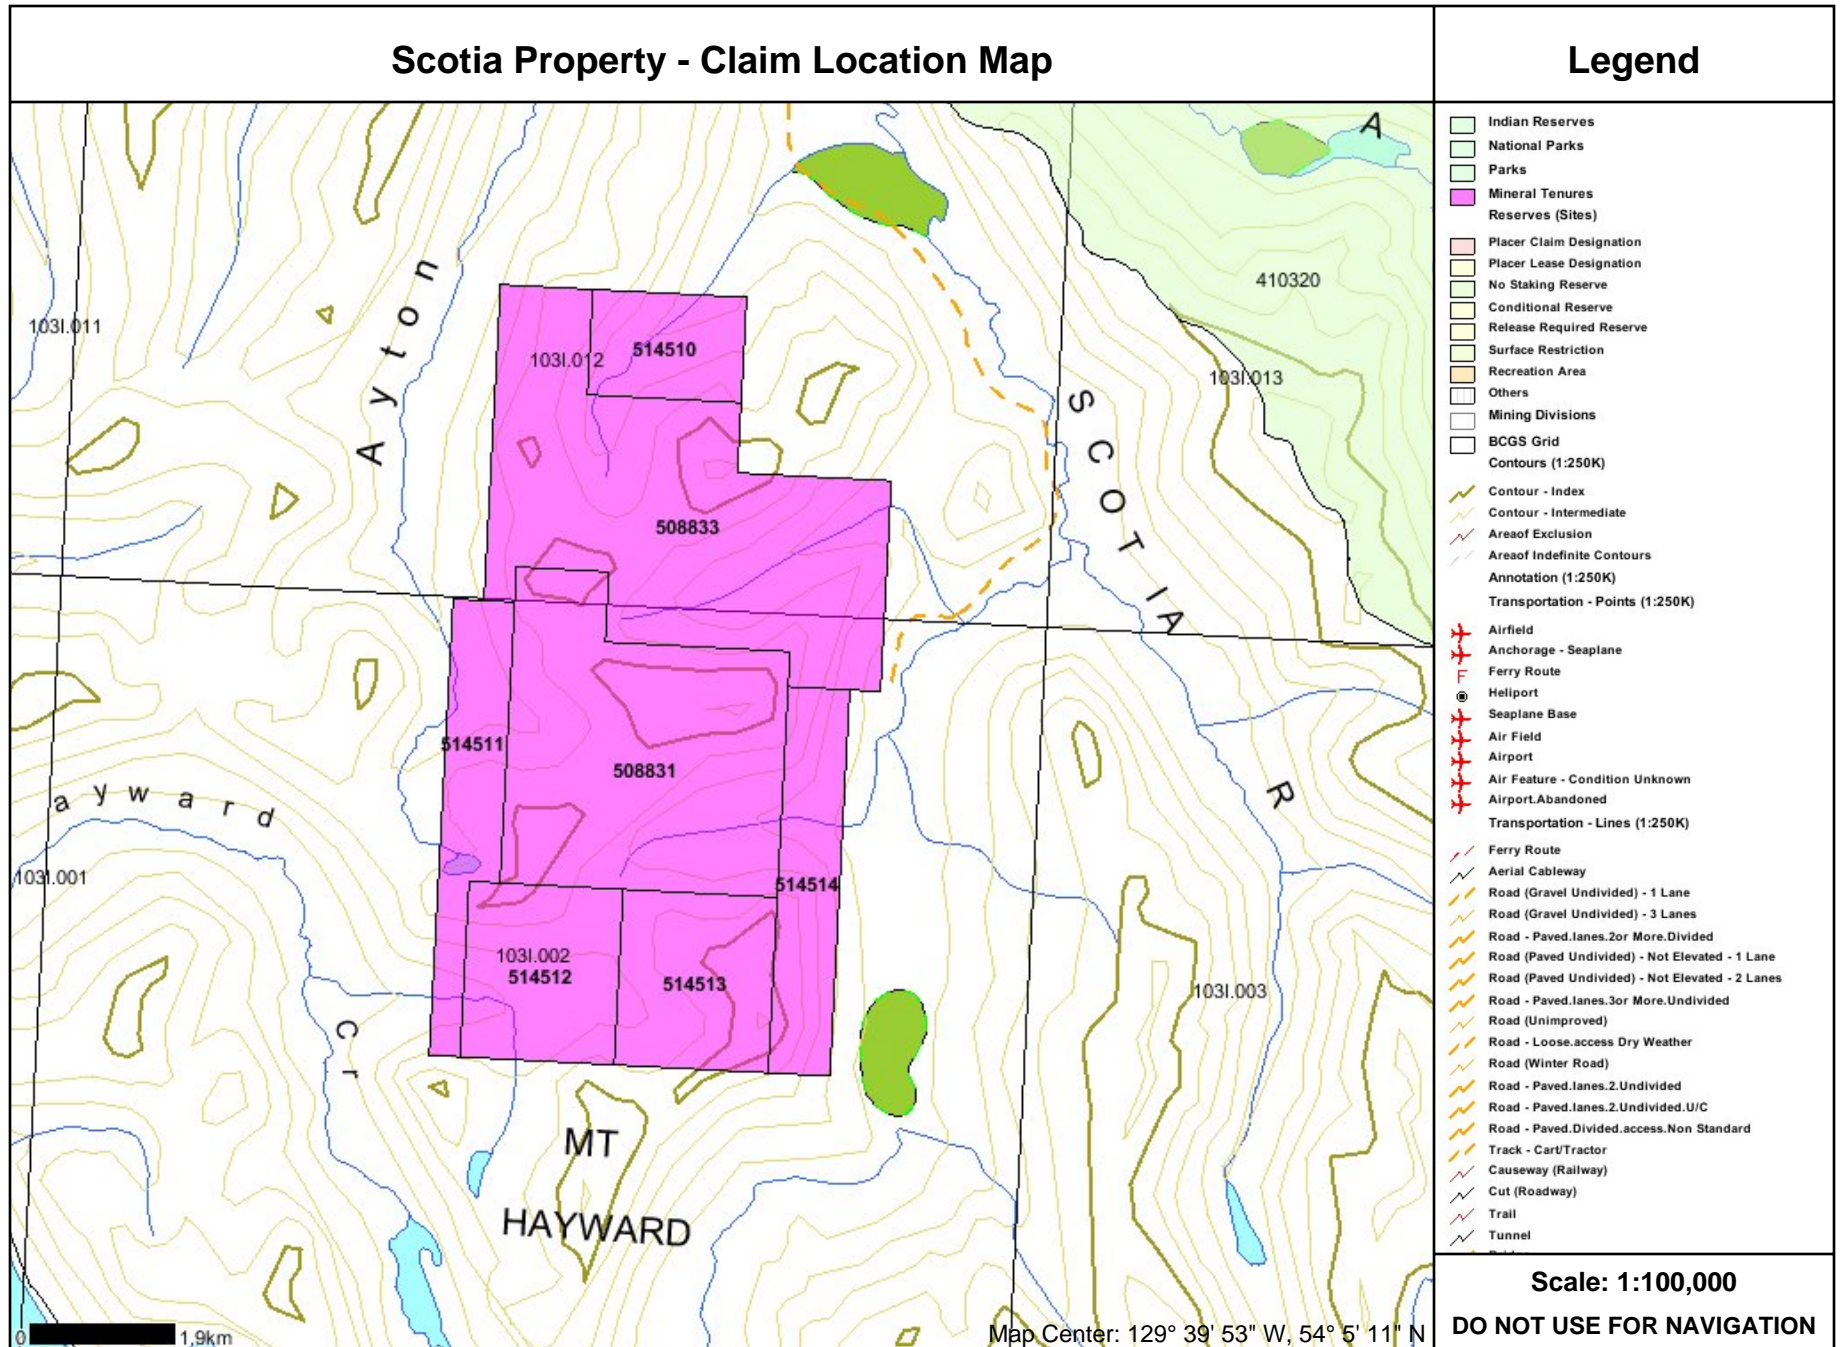 Scotia Property - Claim Location Map
Legend
Indian Reserves
National Parks
Parks
Mineral Tenures
Reserves (Sites)
Placer Claim Designation
Placer Lease Designation
No Staking Reserve
Conditional Reserve
Release Required Reserve
Surface Restriction
Recreation Area
Others
Mining Divisions
BCGS Grid
Contours (1:250K)
Contour - Index
Contour - Intermediate
Areaof Exclusion
Areaof Indefinite Contours
Annotation (1:250K)
Transportation - Points (1:250K)
Airfield
Anchorage - Seaplane
F Ferry Route
Heliport
Seaplane Base
Air Field
Airport
Air Feature - Condition Unknown
Airport.Abandoned
Transportation - Lines (1:250K)
Ferry Route
Aerial Cableway
Road (Gravel Undivided) - 1 Lane
Road (Gravel Undivided) - 3 Lanes
Road - Paved.lanes.2or More.Divided
Road (Paved Undivided) - Not Elevated - 1 Lane
Road (Paved Undivided) - Not Elevated - 2 Lanes
Road - Paved.lanes.3or More.Undivided
Road (Unimproved)
Road - Loose.access Dry Weather
Road (Winter Road)
Road - Paved.lanes.2.Undivided
Road - Paved.lanes.2.Undivided.U/C
Road - Paved.Divided.access.Non Standard
Track - Cart/Tractor
Causeway (Railway)
Cut (Roadway)
Trail
Tunnel
Scale: 1:100,000
DO NOT USE FOR NAVIGATION
A
410320
103I.011
Ayton
103I.012
514510
103I.013
SCOTIA
R
508833
514511
508831
ayward
Cr
103I.001
514514
103I.002
514512
514513
103I.003
MT
HAYWARD
0
1.9km
Map Center: 129° 39' 53" W, 54° 5' 11" N